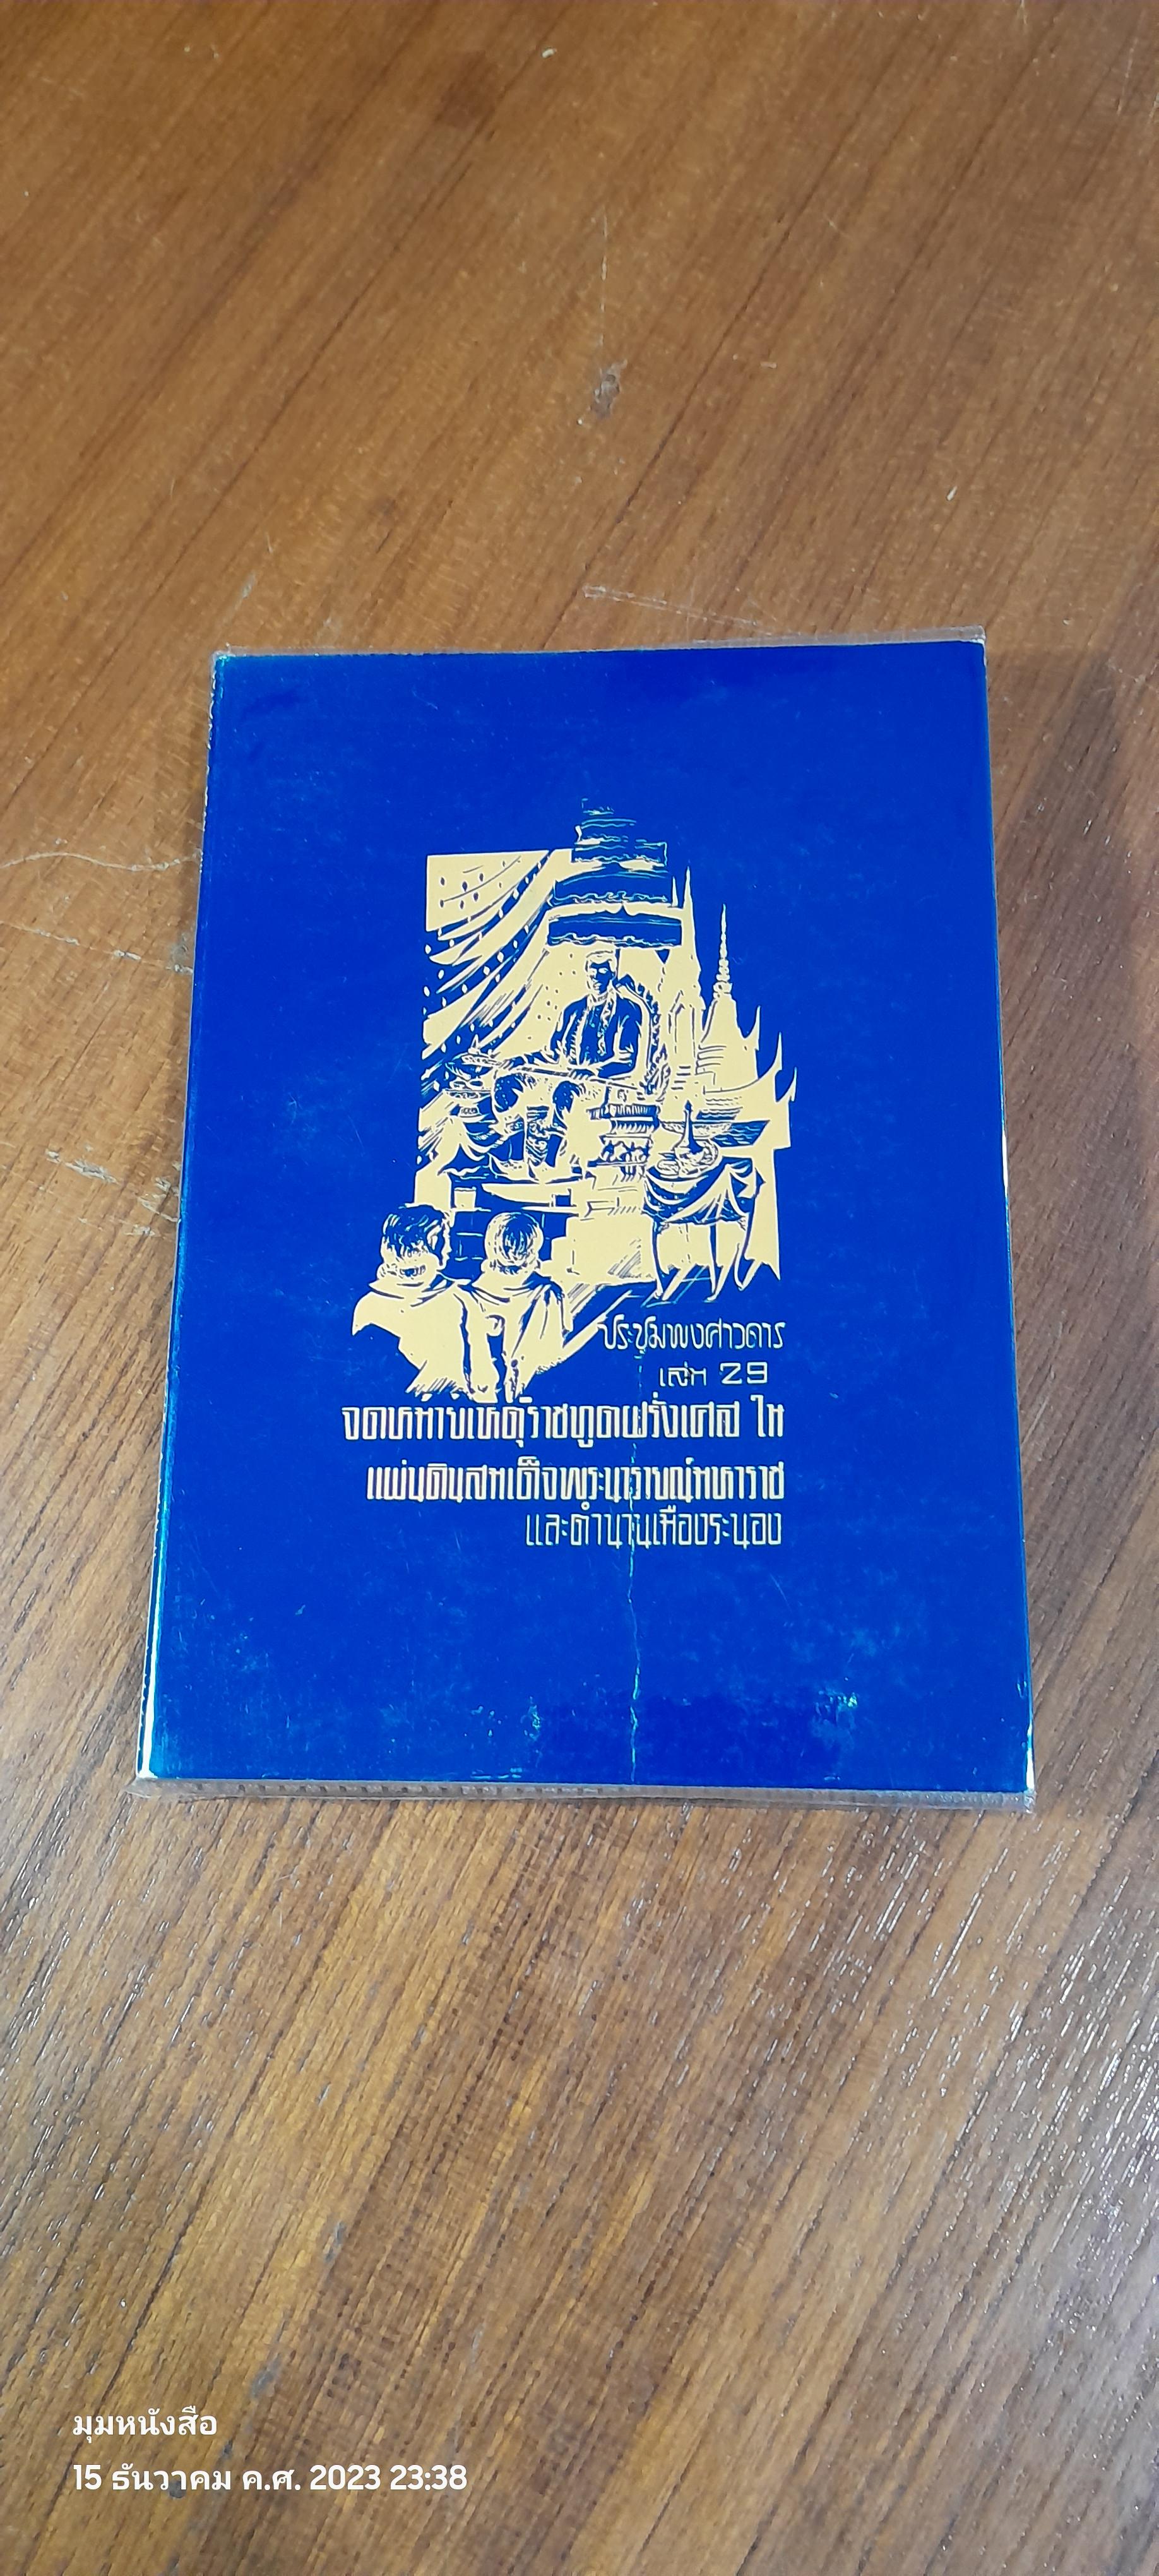 ประชุมพงศาวดาร
เล่ม 29
จดหมายเหตุราชทูตฝรั่งเศส ใน
แผ่นดินสมเด็จพระนารายณ์มหาราช
และตำนานเมืองระนอง
มุมหนังสือ
15 ธันวาคม ค.ศ. 2023 23:38